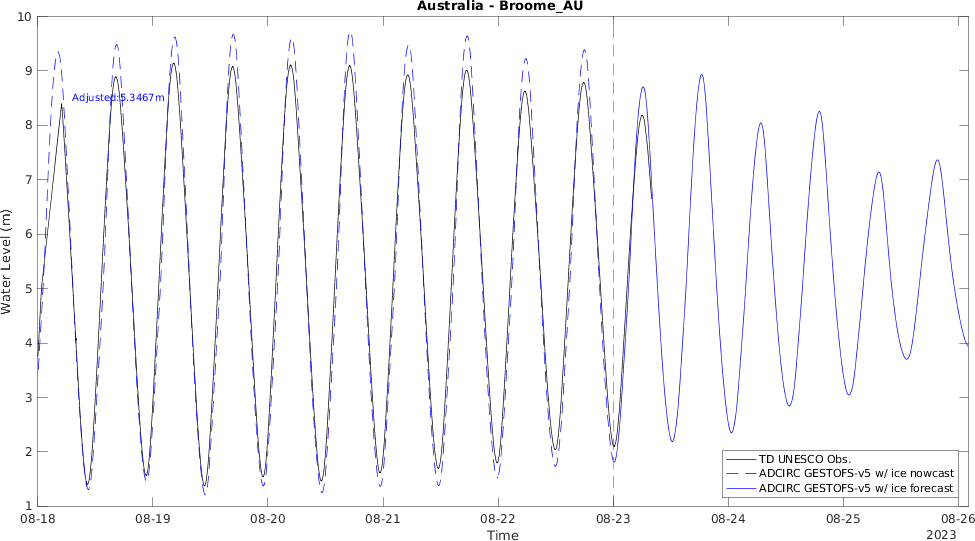 Australia - Broome_AU
10
9
Adjusted:5.3467m
8
7
6
5
4
3
2
1
Water Level (m)
TD UNESCO Obs.
ADCIRC GESTOFS-v5 w/ ice nowcast
ADCIRC GESTOFS-v5 w/ ice forecast
08-18 08-19 08-20 08-21 08-22 08-23 08-24 08-25 08-26
Time
2023